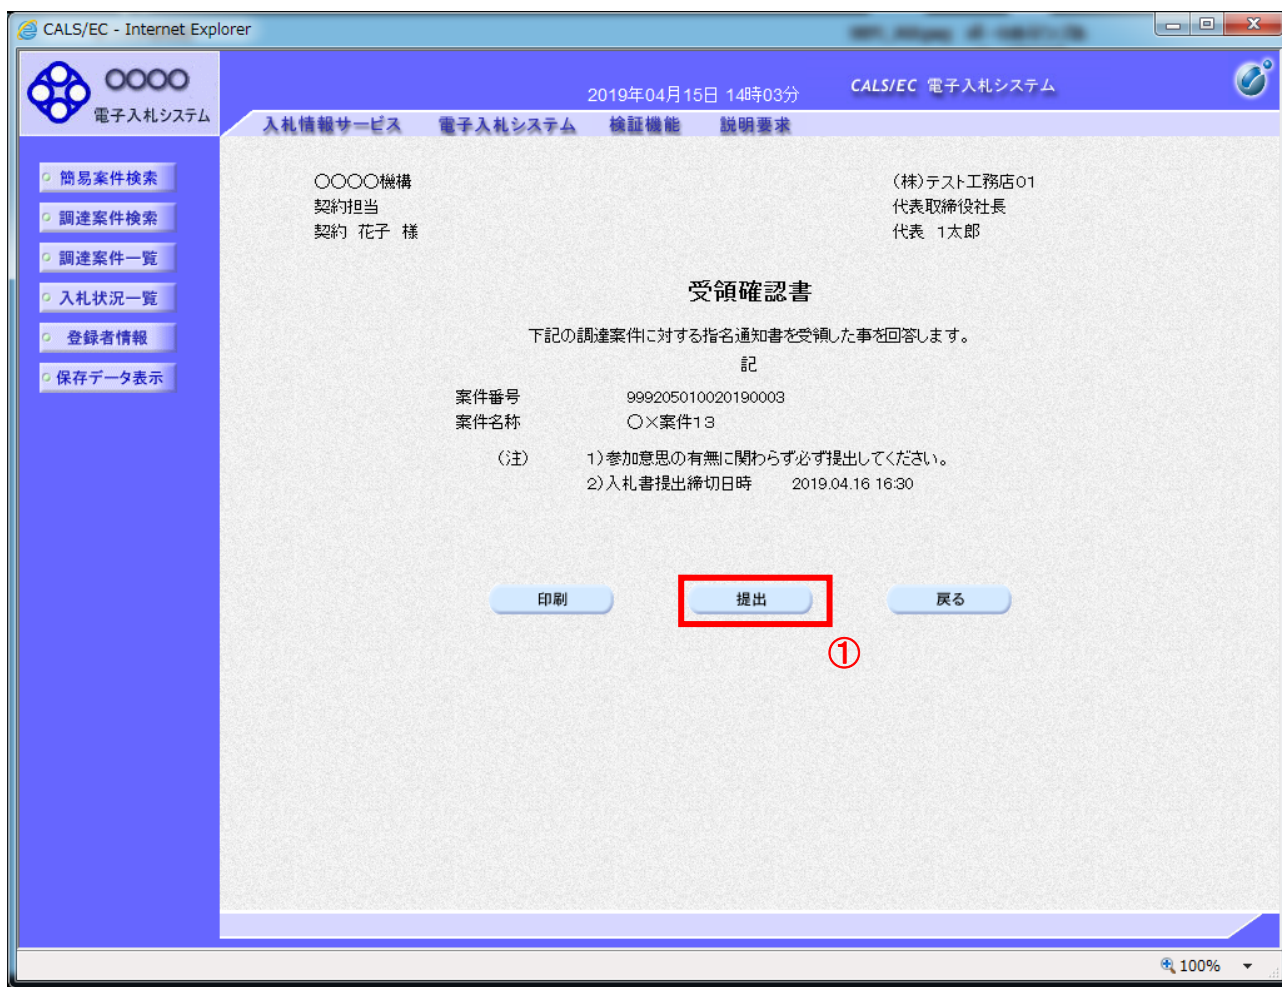 CALS/EC - Internet Explorer
〇〇〇〇
電子入札システム
2019年04月15日 14時03分
CALS/EC 電子入札システム
入札情報サービス 電子入札システム 検証機能 説明要求
簡易案件検索
調達案件検索
調達案件一覧
入札状況一覧
登録者情報
保存データ表示
〇〇〇〇機構
契約担当
契約 花子 様
(株)テスト工務店01
代表取締役社長
代表 1太郎
受領確認書
下記の調達案件に対する指名通知書を受領した事を回答します。
記
案件番号 999205010020190003
案件名称 〇×案件13
(注) 1)参加意思の有無に関わらず必ず提出してください。
2)入札書提出締切日時 2019.04.16 16:30
印刷 提出 戻る
①
100%